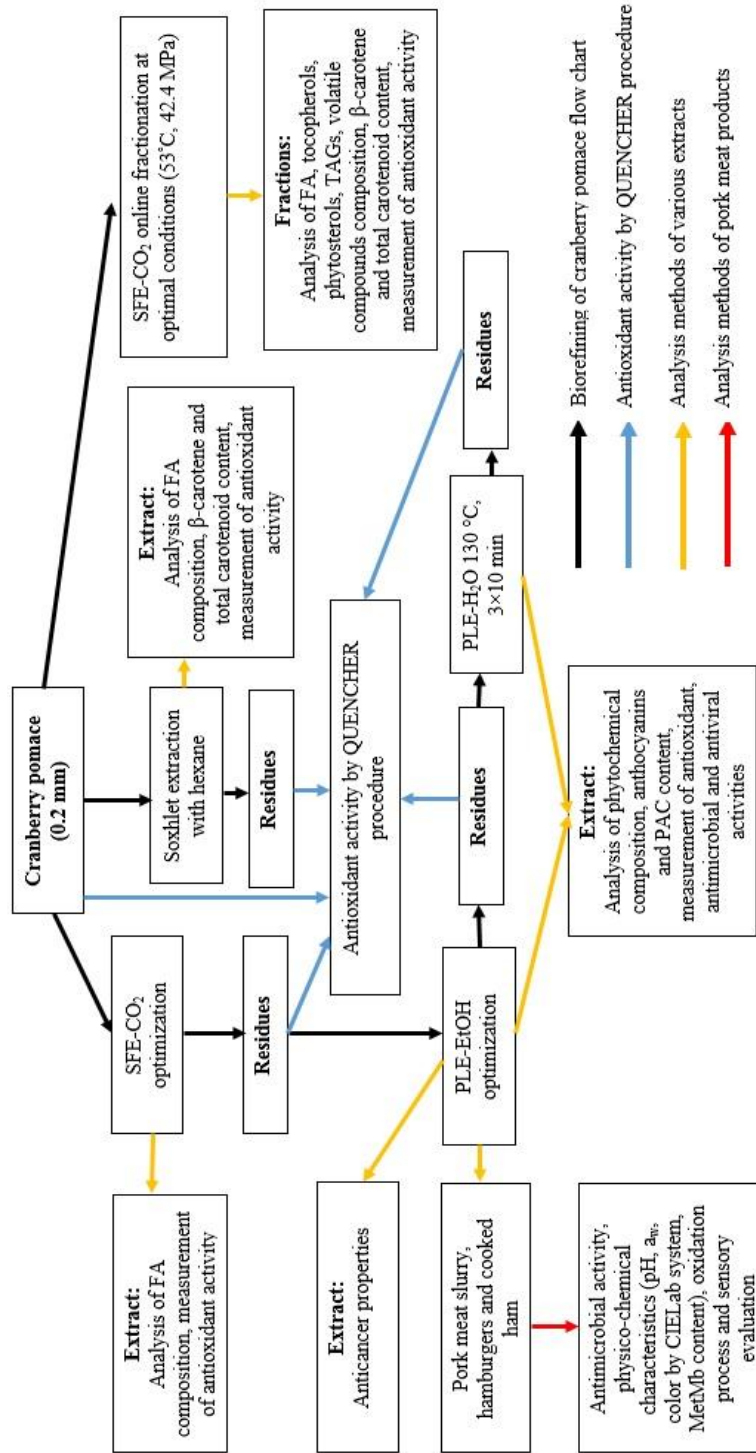 Cranberry pomace
(0.2 mm)
SFE-CO₂
optimization
Soxhlet extraction
with hexane
SFE-CO₂ online fractionation at
optimal conditions (53˚C, 42.4 MPa)
Extract:
Analysis of FA
composition, measurement
of antioxidant activity
Residues
Residues
Extract:
Analysis of FA
composition, β-carotene and
total carotenoid content,
measurement of antioxidant
activity
Fractions:
Analysis of FA, tocopherols,
phytosterols, TAGs, volatile
compounds composition, β-carotene
and total carotenoid content,
measurement of antioxidant activity
Extract:
Anticancer properties
Antioxidant activity by QUENCHER
procedure
Pork meat slurry,
hamburgers and cooked
ham
PLE-EtOH
optimization
Residues
PLE-H₂O 130 °C,
3×10 min
Residues
Antimicrobial activity,
physico-chemical
characteristics (pH, aw,
color by CIELab system,
MetMb content), oxidation
process and sensory
evaluation
Extract:
Analysis of phytochemical
composition, anthocyanins
and PAC content,
measurement of antioxidant,
antimicrobial and antiviral
activities
Biorefining of cranberry pomace flow chart
Antioxidant activity by QUENCHER procedure
Analysis methods of various extracts
Analysis methods of pork meat products